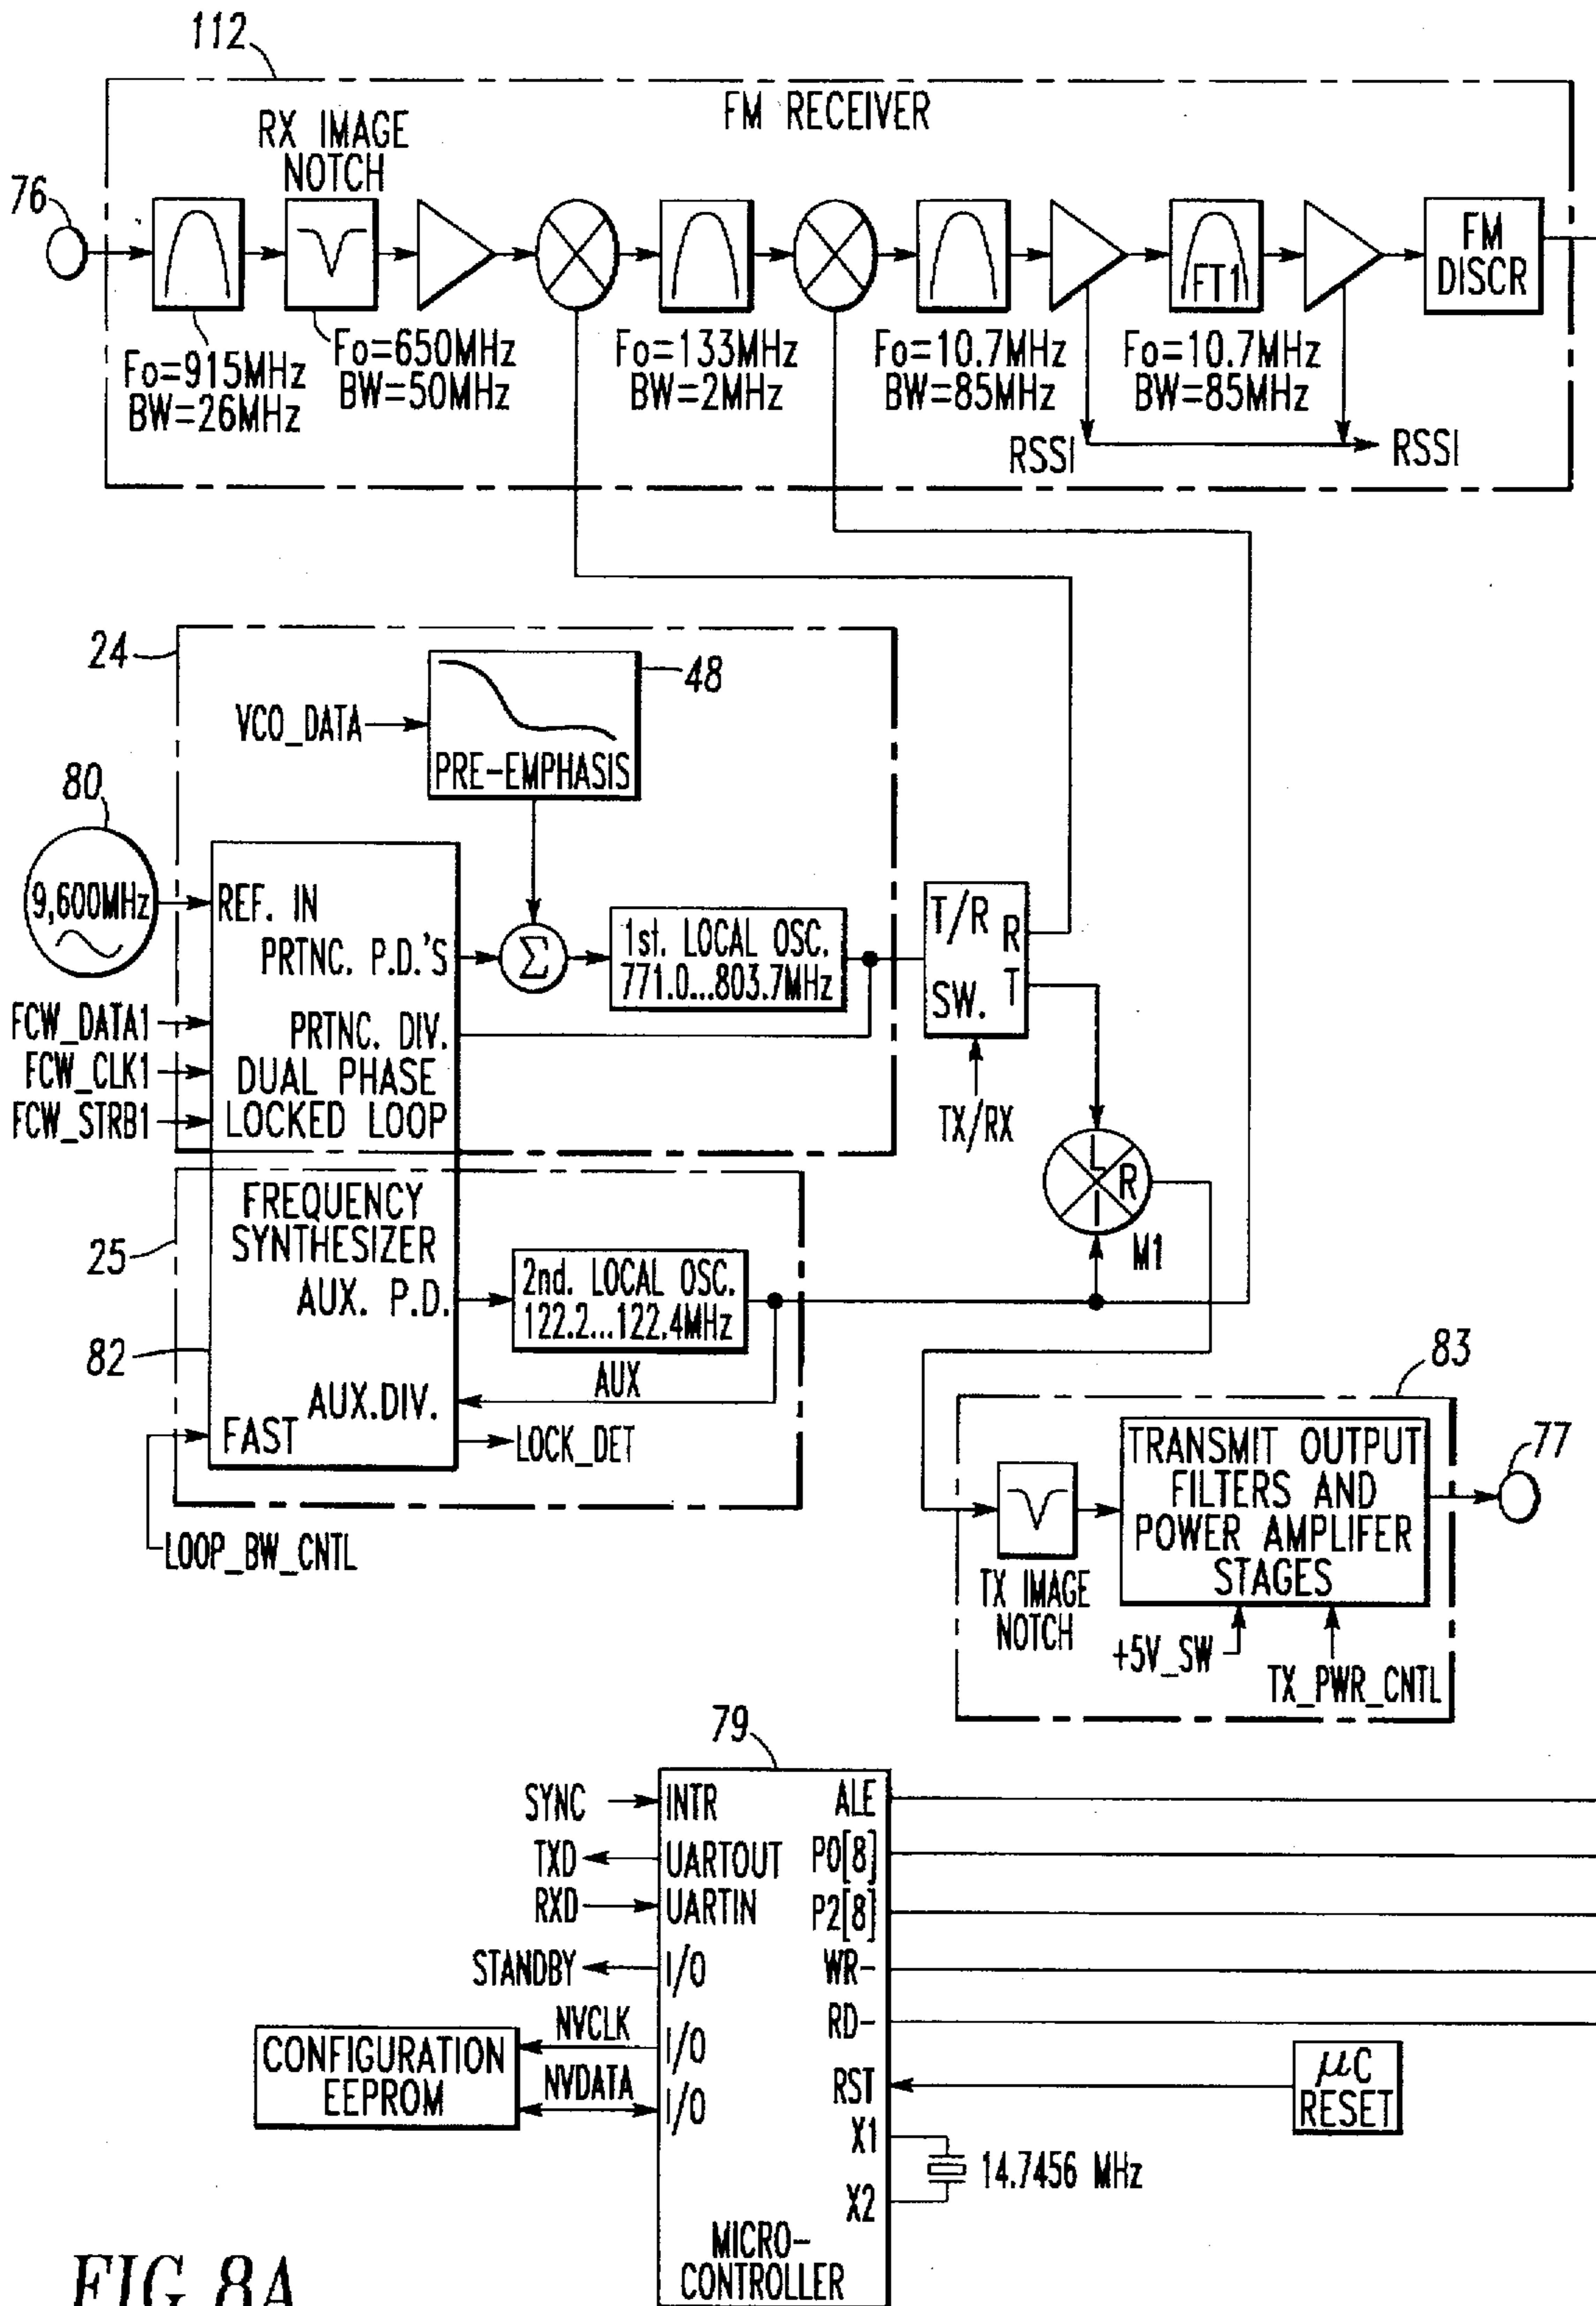 112
FM RECEIVER
RX IMAGE
NOTCH
76
FT1
FM
DISCR
Fo=915MHz
BW=26MHz
Fo=650MHz
BW=50MHz
Fo=133MHz
BW=2MHz
Fo=10.7MHz
BW=85MHz
Fo=10.7MHz
BW=85MHz
RSSI
RSSI
24
48
VCO_DATA
PRE-EMPHASIS
80
9,600MHz
REF. IN
PRTNC. P.D.'S
Σ
1st. LOCAL OSC.
771.0...803.7MHz
T/R R
SW. T
FCW_DATA1
FCW_CLK1
FCW_STRB1
PRTNC. DIV.
DUAL PHASE
LOCKED LOOP
TX/RX
L
R
I
M1
25
FREQUENCY
SYNTHESIZER
AUX. P.D.
2nd. LOCAL OSC.
122.2...122.4MHz
82
AUX
AUX.DIV.
FAST
LOCK_DET
LOOP_BW_CNTL
83
TRANSMIT OUTPUT
FILTERS AND
POWER AMPLIFER
STAGES
77
TX IMAGE
NOTCH
+5V_SW
TX_PWR_CNTL
79
SYNC
INTR
ALE
TXD
UARTOUT
P0[8]
RXD
UARTIN
P2[8]
STANDBY
I/O
WR-
NVCLK
I/O
RD-
CONFIGURATION
EEPROM
NVDATA
I/O
RST
μC
RESET
X1
14.7456 MHz
X2
MICRO-
CONTROLLER
FIG.8A